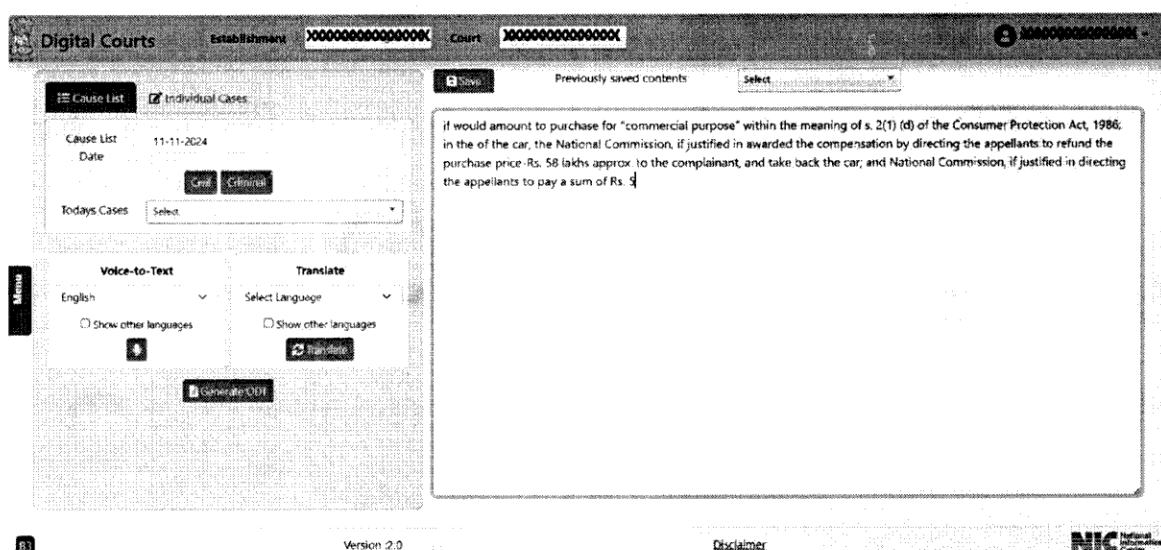 Digital Courts
Establishment XXXXXXXXXXXXXXXX Court XXXXXXXXXXXXXXX
Save Previously saved contents Select
Cause List Individual Cases
Cause List Date 11-11-2024
Civil Criminal
Todays Cases Select
if would amount to purchase for "commercial purpose" within the meaning of s. 2(1) (d) of the Consumer Protection Act, 1986;
in the of the car, the National Commission, if justified in awarded the compensation by directing the appellants to refund the
purchase price-Rs. 58 lakhs approx. to the complainant, and take back the car; and National Commission, if justified in directing
the appellants to pay a sum of Rs. 5
Menu
Voice-to-Text Translate
English Select Language
Show other languages Show other languages
Translate
Generate ODT
83 Version :2.0 Disclaimer NIC National Informatics